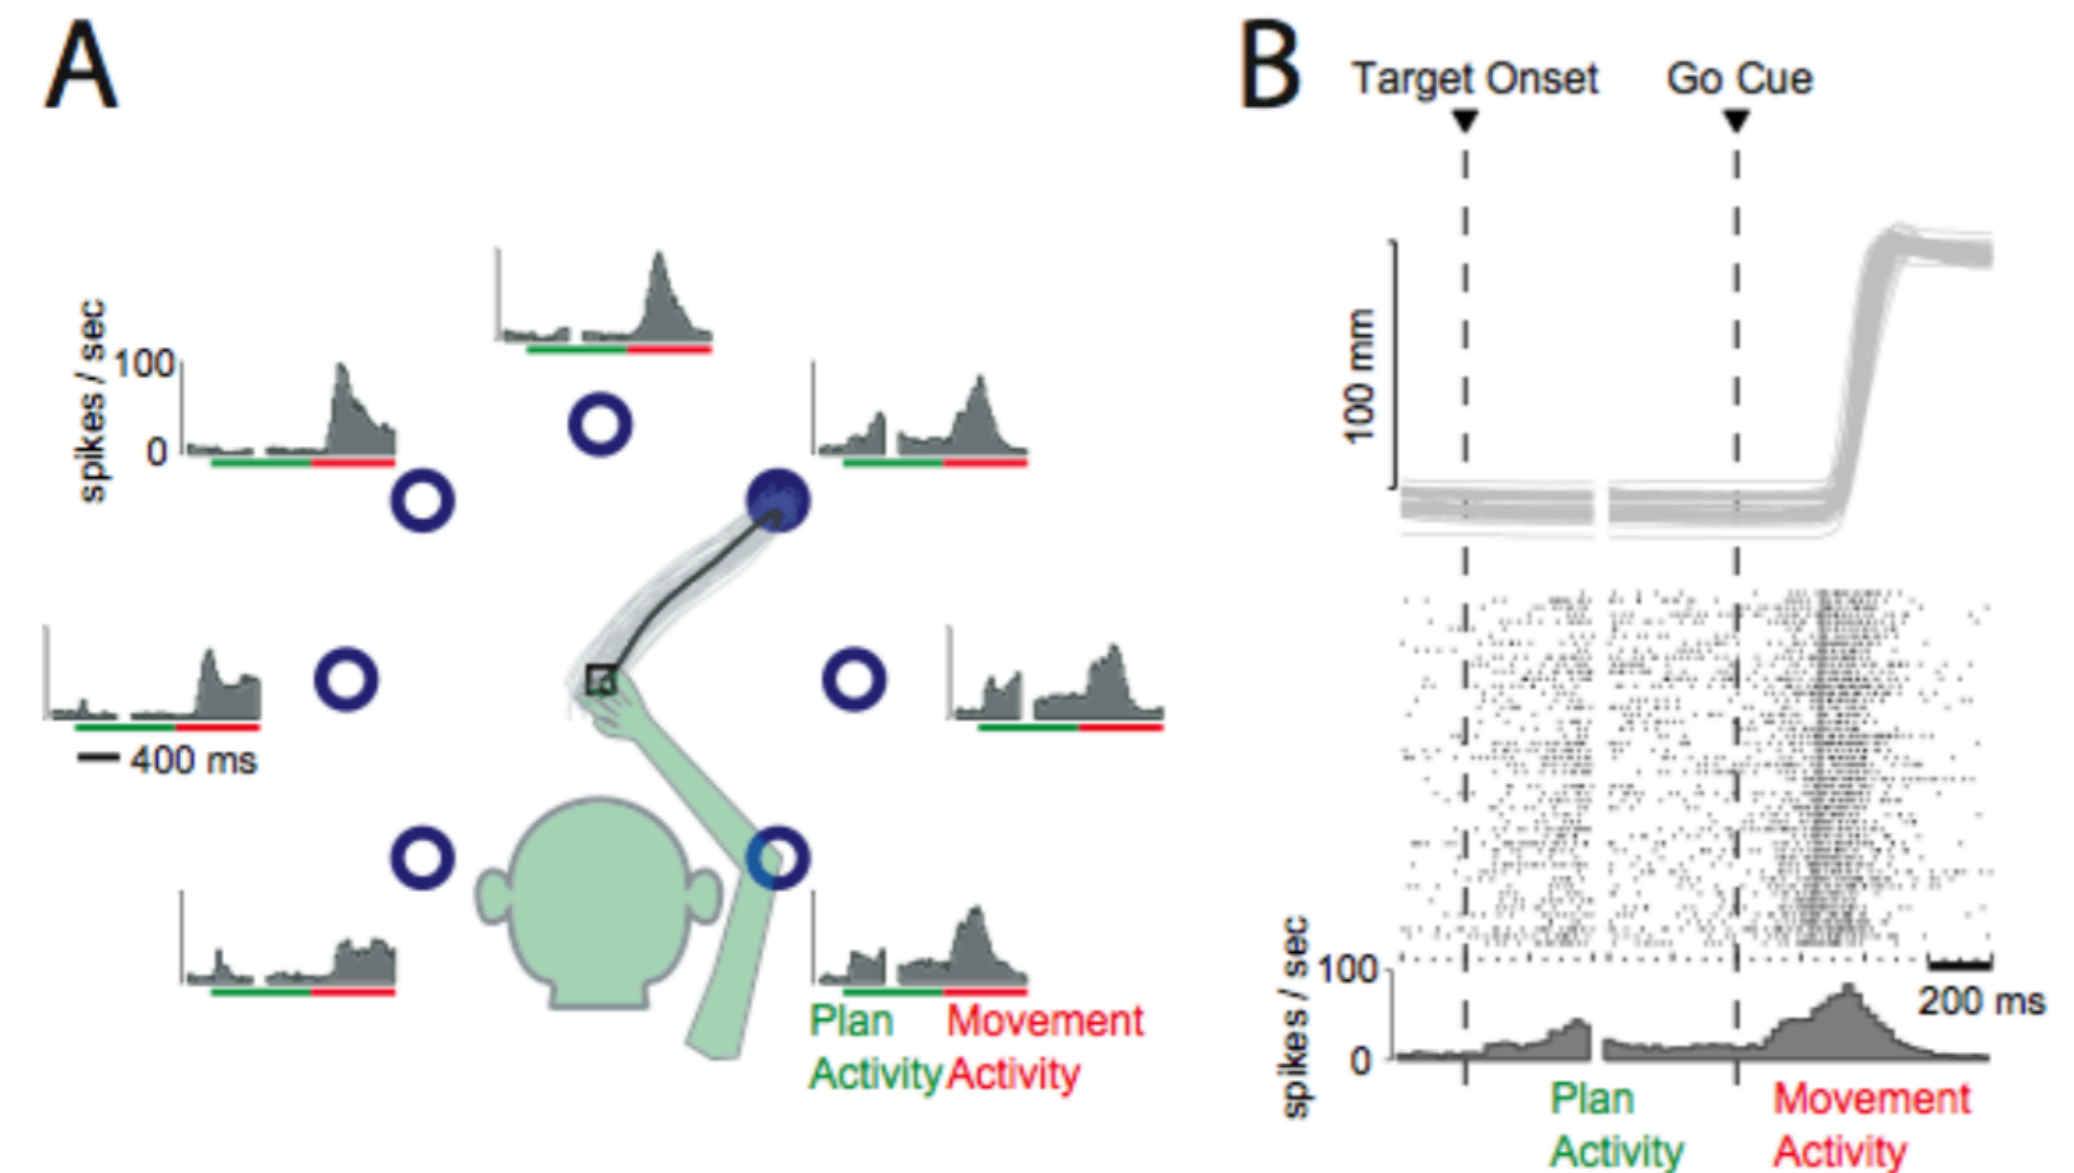 A
spikes / sec
100
0
400 ms
Plan Movement
Activity Activity
B
Target Onset Go Cue
100 mm
200 ms
spikes / sec
100
0
Plan Movement
Activity Activity